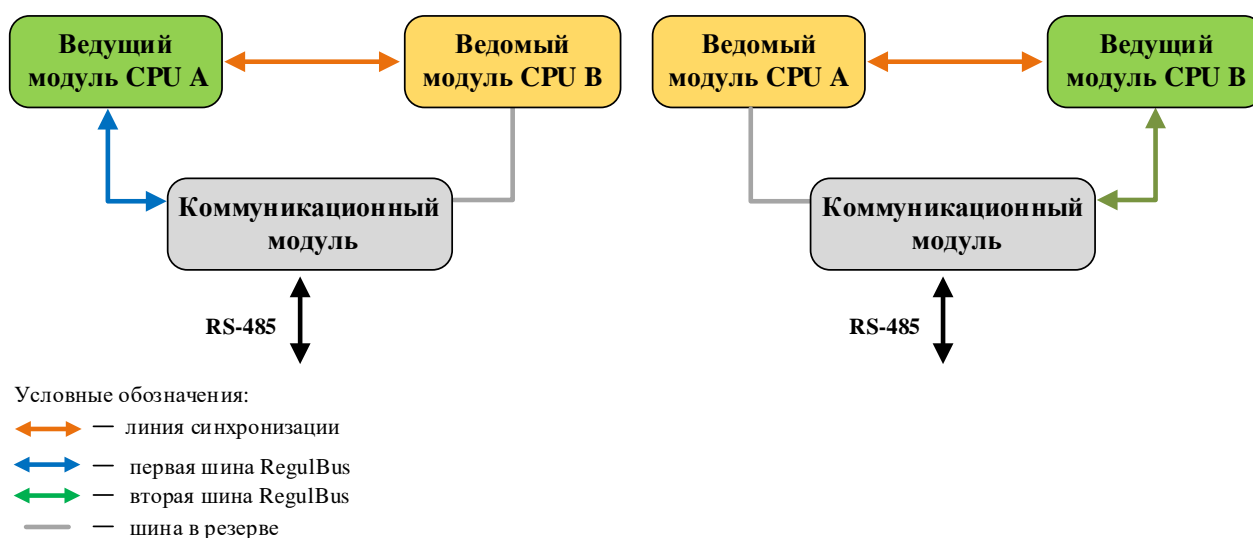 Ведущий
модуль CPU A
Ведомый
модуль CPU B
Коммуникационный
модуль
RS-485
Ведомый
модуль CPU A
Ведущий
модуль CPU B
Коммуникационный
модуль
RS-485
Условные обозначения:
— линия синхронизации
— первая шина RegulBus
— вторая шина RegulBus
— шина в резерве